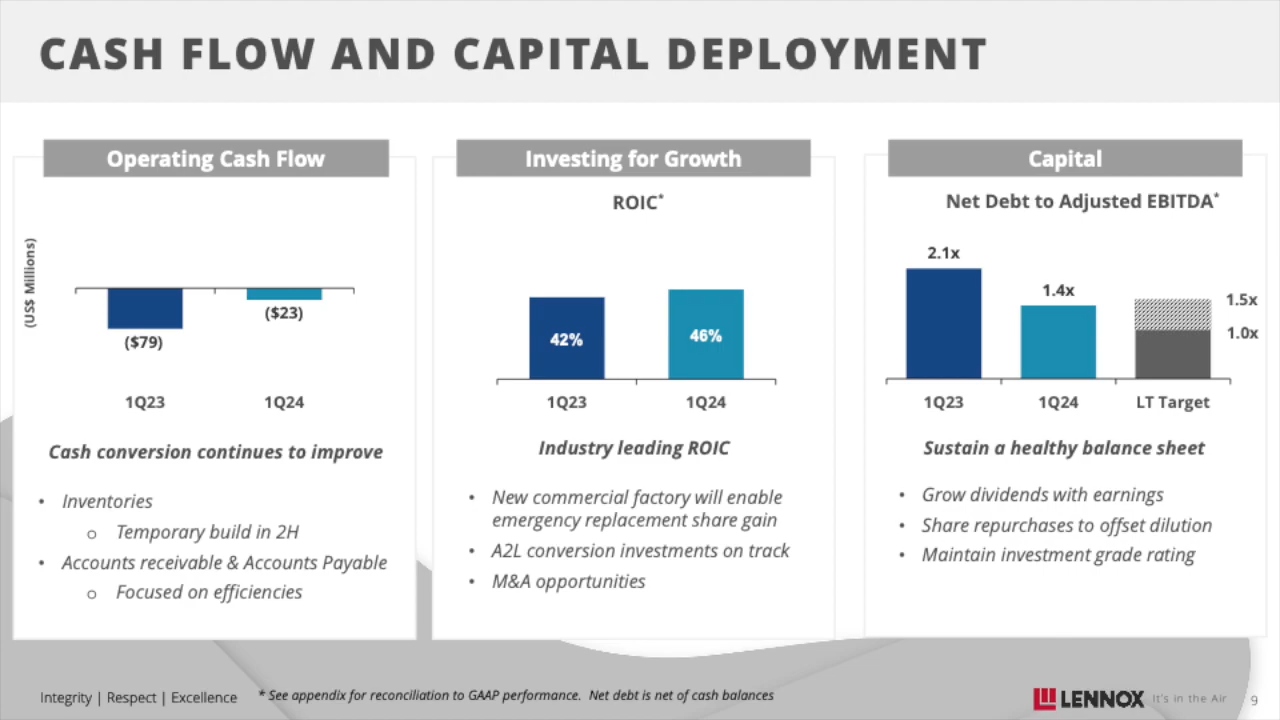 CASH FLOW AND CAPITAL DEPLOYMENT
Operating Cash Flow
(US$ Millions)
($79)
($23)
1Q23
1Q24
Cash conversion continues to improve
• Inventories
o Temporary build in 2H
• Accounts receivable & Accounts Payable
o Focused on efficiencies
Investing for Growth
ROIC*
42%
46%
1Q23
1Q24
Industry leading ROIC
• New commercial factory will enable
emergency replacement share gain
• A2L conversion investments on track
• M&A opportunities
Capital
Net Debt to Adjusted EBITDA*
2.1x
1.4x
1.5x
1.0x
1Q23
1Q24
LT Target
Sustain a healthy balance sheet
• Grow dividends with earnings
• Share repurchases to offset dilution
• Maintain investment grade rating
Integrity | Respect | Excellence
* See appendix for reconciliation to GAAP performance. Net debt is net of cash balances
LENNOX
It's in the Air
9